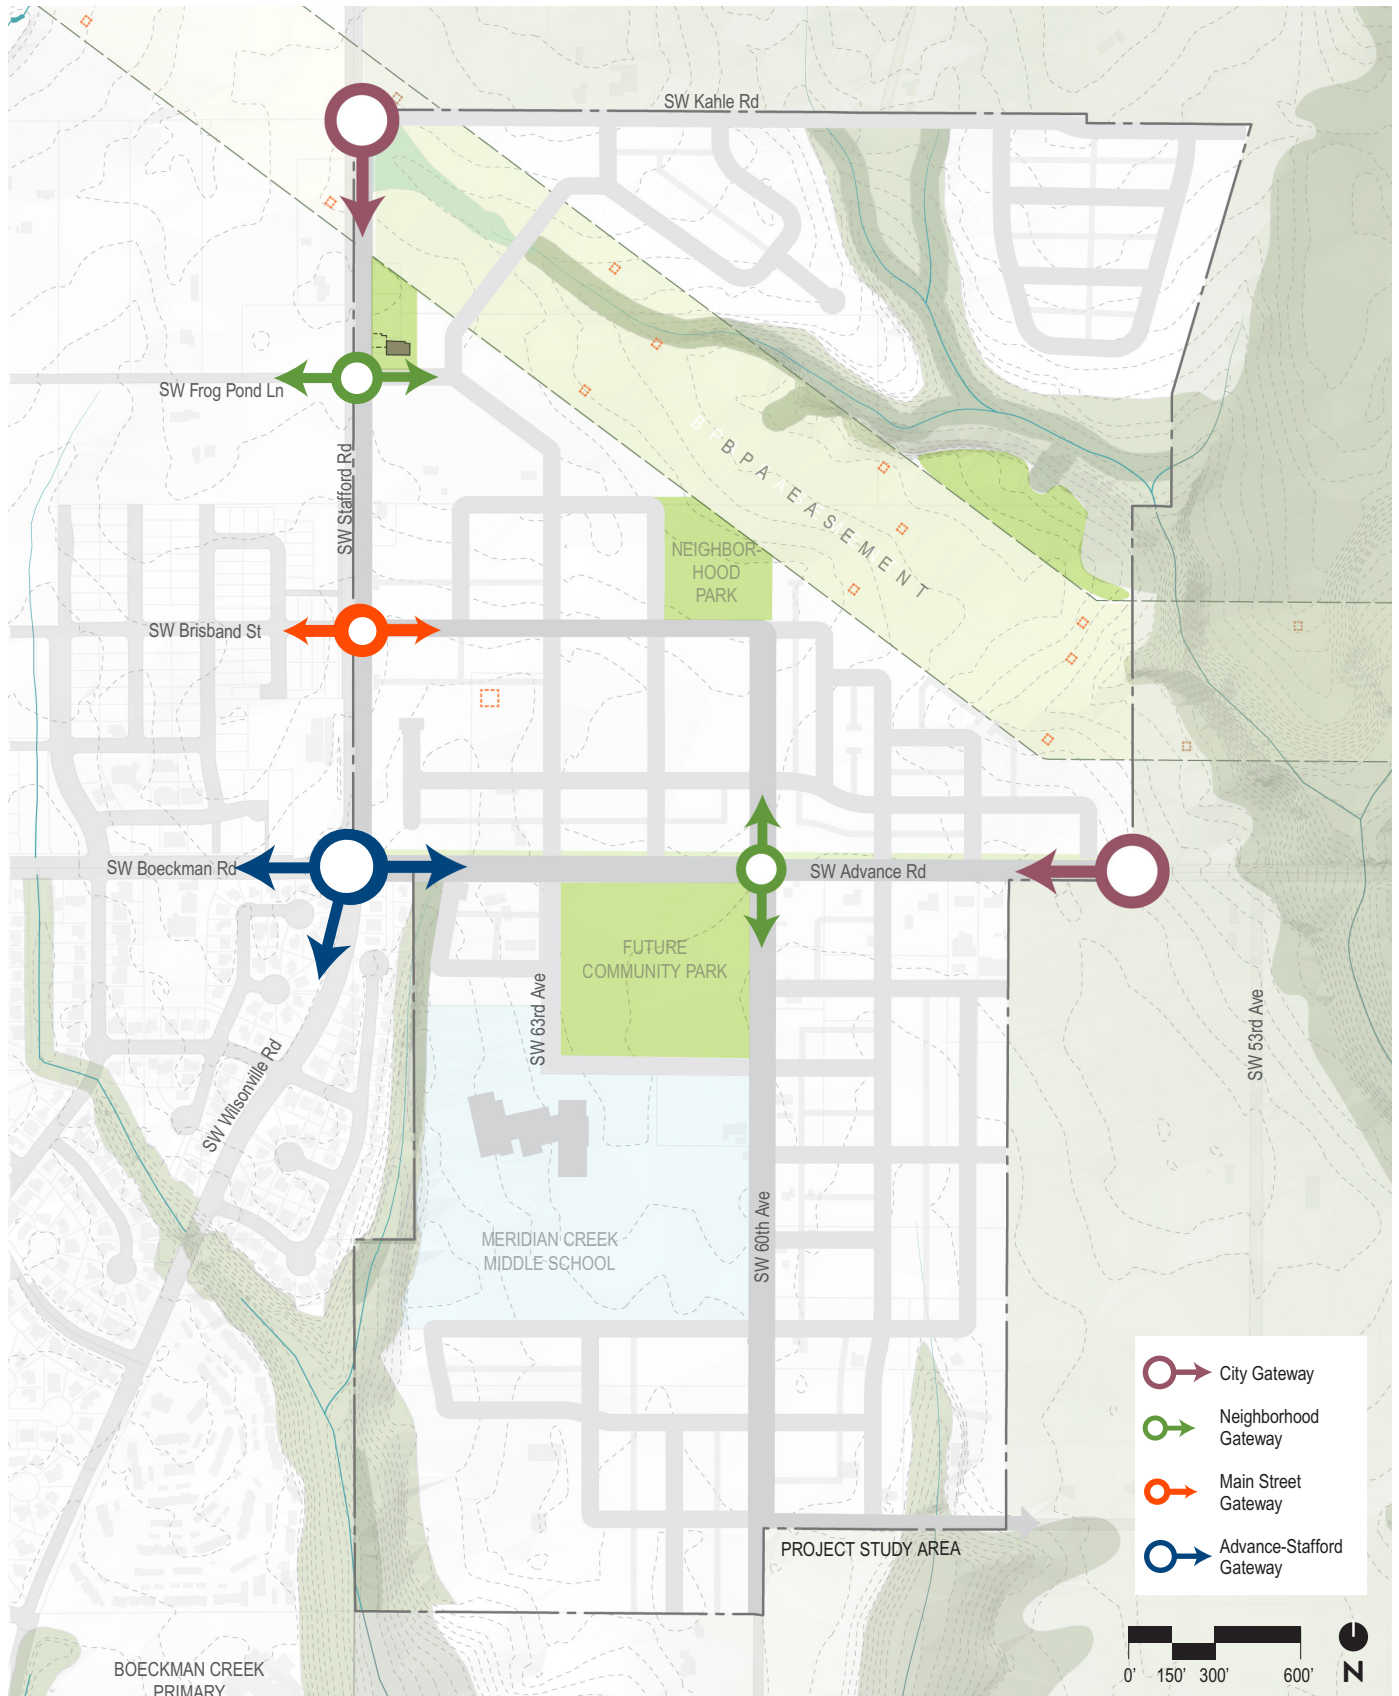 SW Kahle Rd
SW Frog Pond Ln
SW Stafford Rd
BPA EASEMENT
NEIGHBOR-
HOOD
PARK
SW Brisband St
SW Boeckman Rd
SW Advance Rd
FUTURE
COMMUNITY PARK
SW 63rd Ave
SW 53rd Ave
SW Wilsonville Rd
MERIDIAN CREEK
MIDDLE SCHOOL
SW 60th Ave
City Gateway
Neighborhood
Gateway
Main Street
Gateway
Advance-Stafford
Gateway
PROJECT STUDY AREA
BOECKMAN CREEK
PRIMARY
0' 150' 300' 600'
N